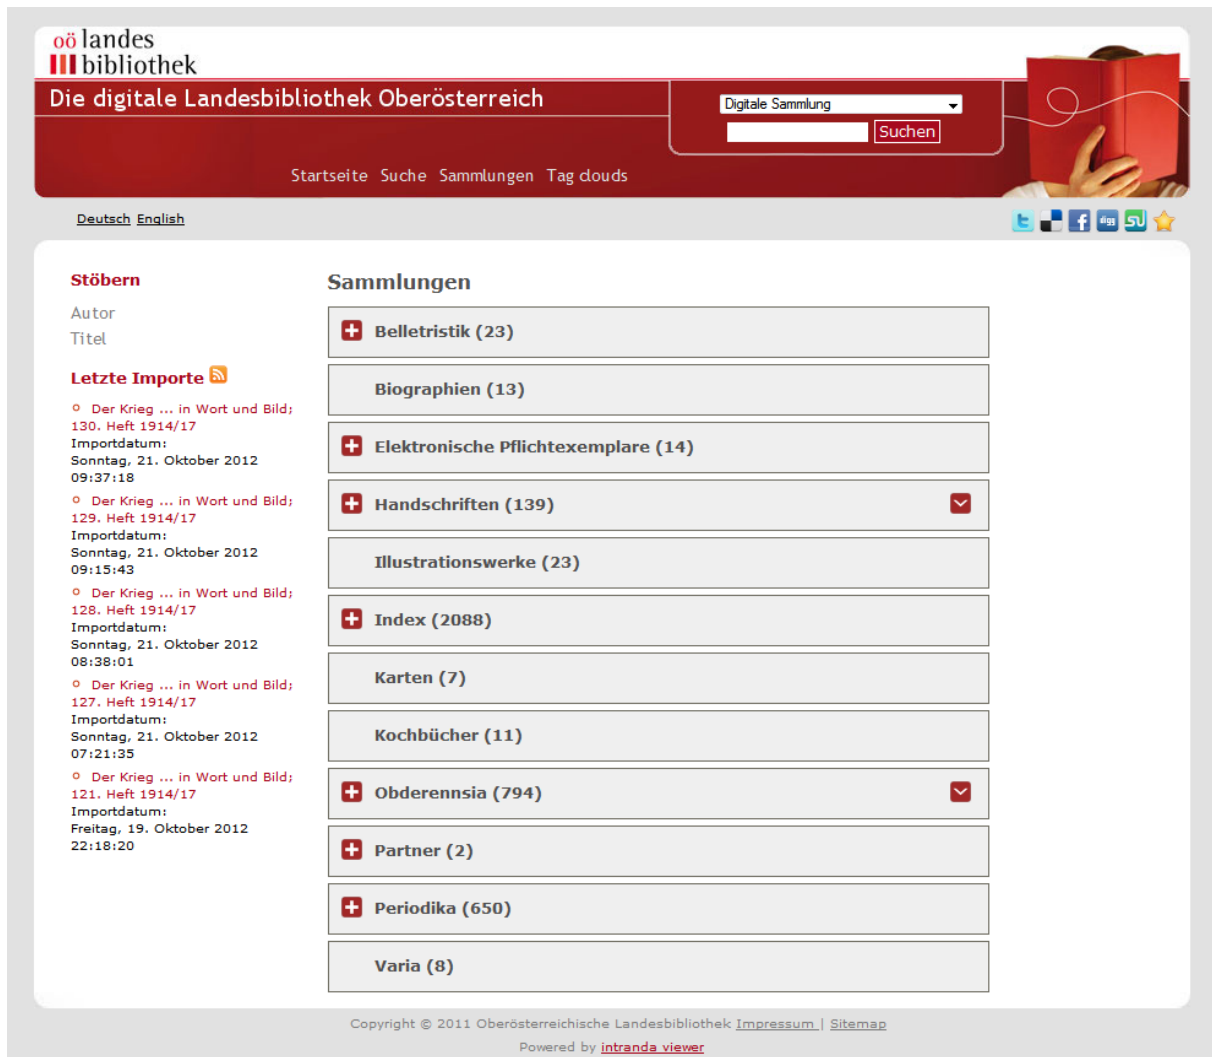 oö landes
bibliothek
Die digitale Landesbibliothek Oberösterreich
Digitale Sammlung
Suchen
Startseite Suche Sammlungen Tag clouds
Deutsch English
digg
Stöbern
Autor
Titel
Letzte Importe
Der Krieg ... in Wort und Bild;
130. Heft 1914/17
Importdatum:
Sonntag, 21. Oktober 2012
09:37:18
Der Krieg ... in Wort und Bild;
129. Heft 1914/17
Importdatum:
Sonntag, 21. Oktober 2012
09:15:43
Der Krieg ... in Wort und Bild;
128. Heft 1914/17
Importdatum:
Sonntag, 21. Oktober 2012
08:38:01
Der Krieg ... in Wort und Bild;
127. Heft 1914/17
Importdatum:
Sonntag, 21. Oktober 2012
07:21:35
Der Krieg ... in Wort und Bild;
121. Heft 1914/17
Importdatum:
Freitag, 19. Oktober 2012
22:18:20
Sammlungen
Belletristik (23)
Biographien (13)
Elektronische Pflichtexemplare (14)
Handschriften (139)
Illustrationswerke (23)
Index (2088)
Karten (7)
Kochbücher (11)
Obderennsia (794)
Partner (2)
Periodika (650)
Varia (8)
Copyright © 2011 Oberösterreichische Landesbibliothek Impressum | Sitemap
Powered by intranda viewer